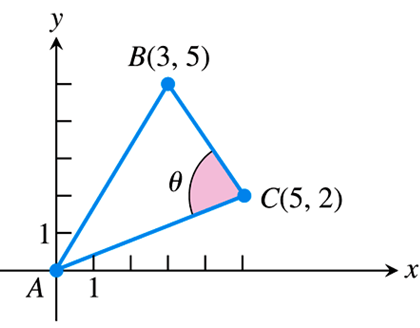 y
B(3, 5)
θ
C(5, 2)
1
x
A
1